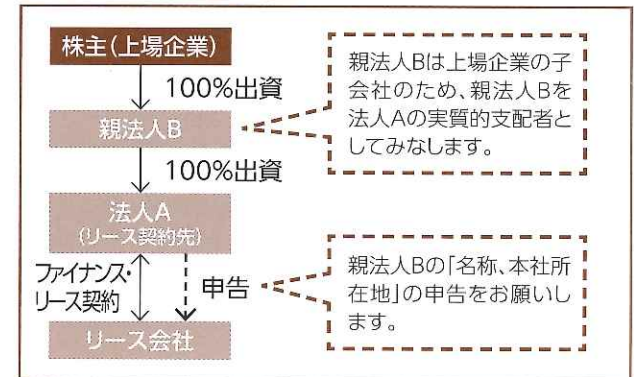 株主(上場企業)
100%出資
親法人B
親法人Bは上場企業の子
会社のため、親法人Bを
法人Aの実質的支配者と
してみなします。
100%出資
法人A
(リース契約先)
ファイナンス・
リース契約
申告
親法人Bの「名称、本社所
在地」の申告をお願いし
ます。
リース会社